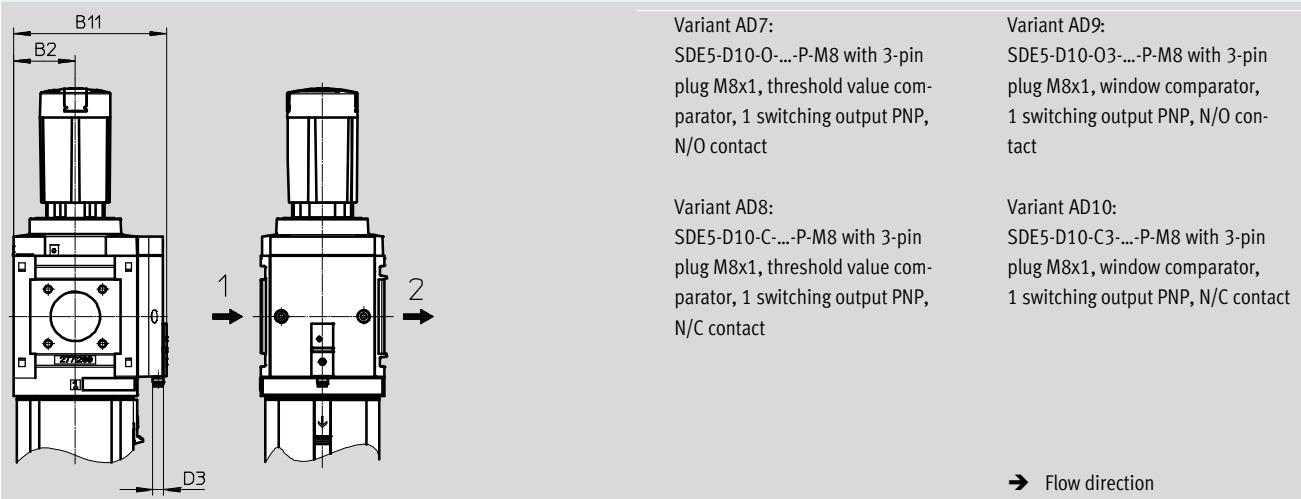 B11
B2
1
2
D3
Variant AD7:
SDE5-D10-O-...-P-M8 with 3-pin
plug M8x1, threshold value com-
parator, 1 switching output PNP,
N/O contact
Variant AD8:
SDE5-D10-C-...-P-M8 with 3-pin
plug M8x1, threshold value com-
parator, 1 switching output PNP,
N/C contact
Variant AD9:
SDE5-D10-O3-...-P-M8 with 3-pin
plug M8x1, window comparator,
1 switching output PNP, N/O con-
tact
Variant AD10:
SDE5-D10-C3-...-P-M8 with 3-pin
plug M8x1, window comparator,
1 switching output PNP, N/C contact
➔ Flow direction